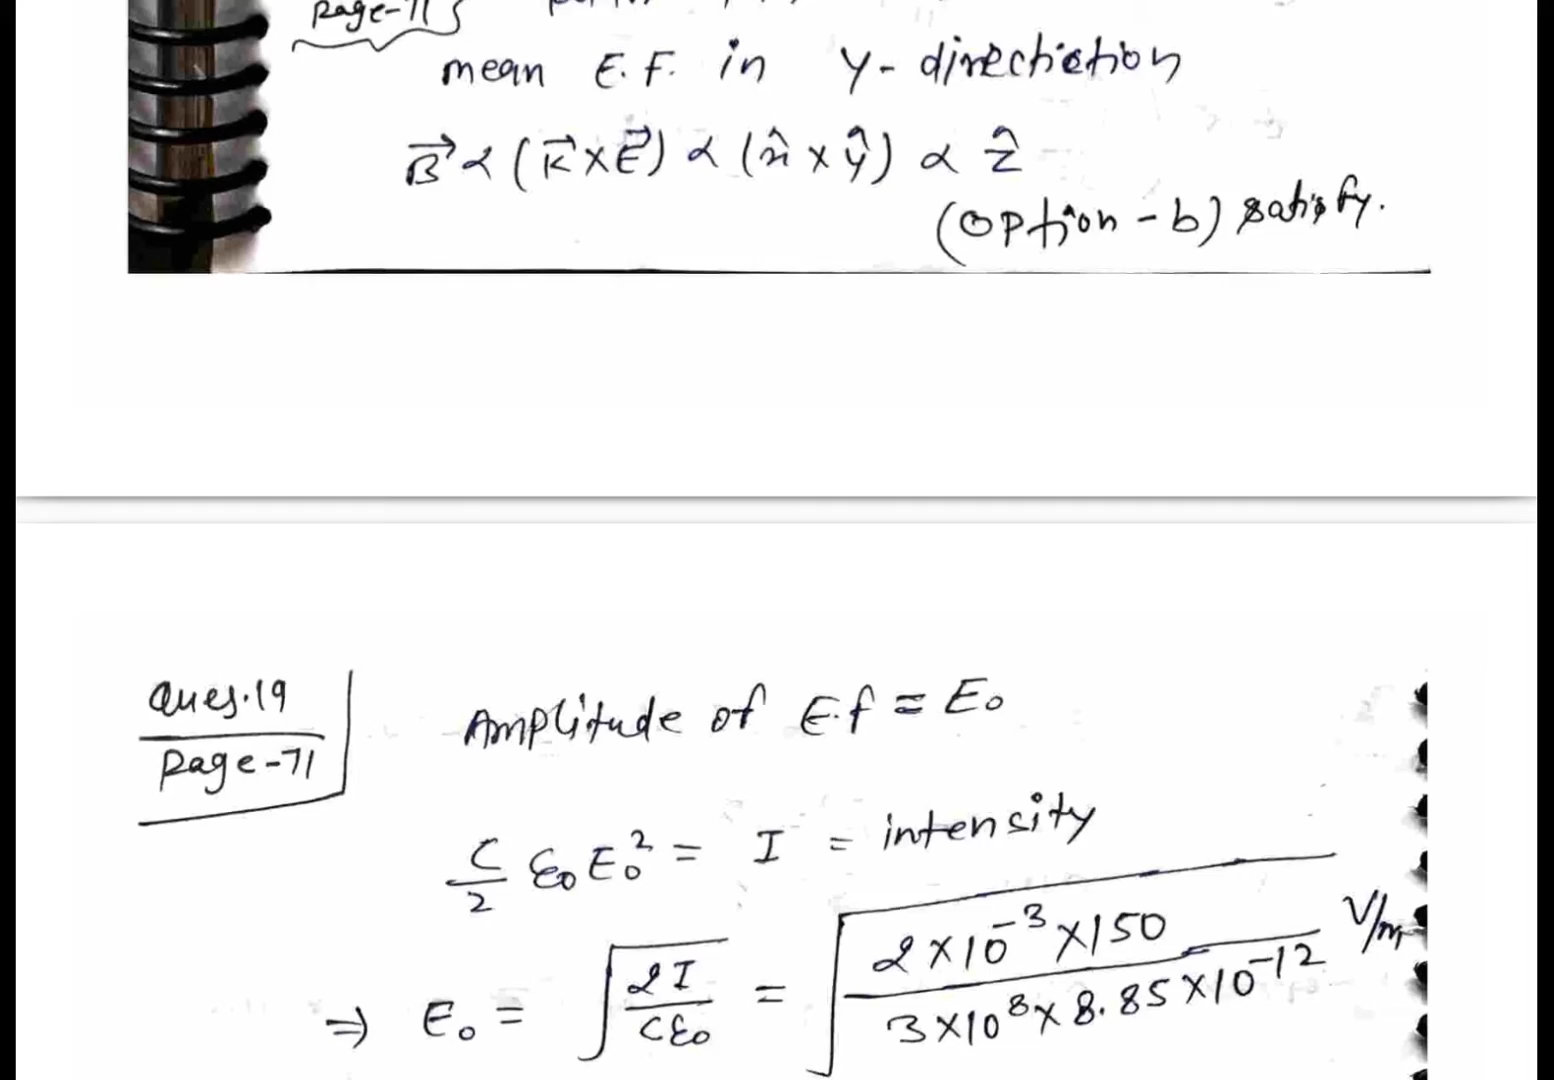 Page-71
mean E.F. in Y-direchiction
B⃗ ∝ (K⃗ × E⃗) ∝ (x̂ × ŷ) ∝ ẑ
(Option-b) satisfy.
Ques.19
Page-71
Amplitude of E.f = E₀
C/2 ε₀E₀² = I = intensity
⇒ E₀ = √(2I/Cε₀) = √(2×10⁻³×150 / 3×10⁸×8.85×10⁻¹²) V/m